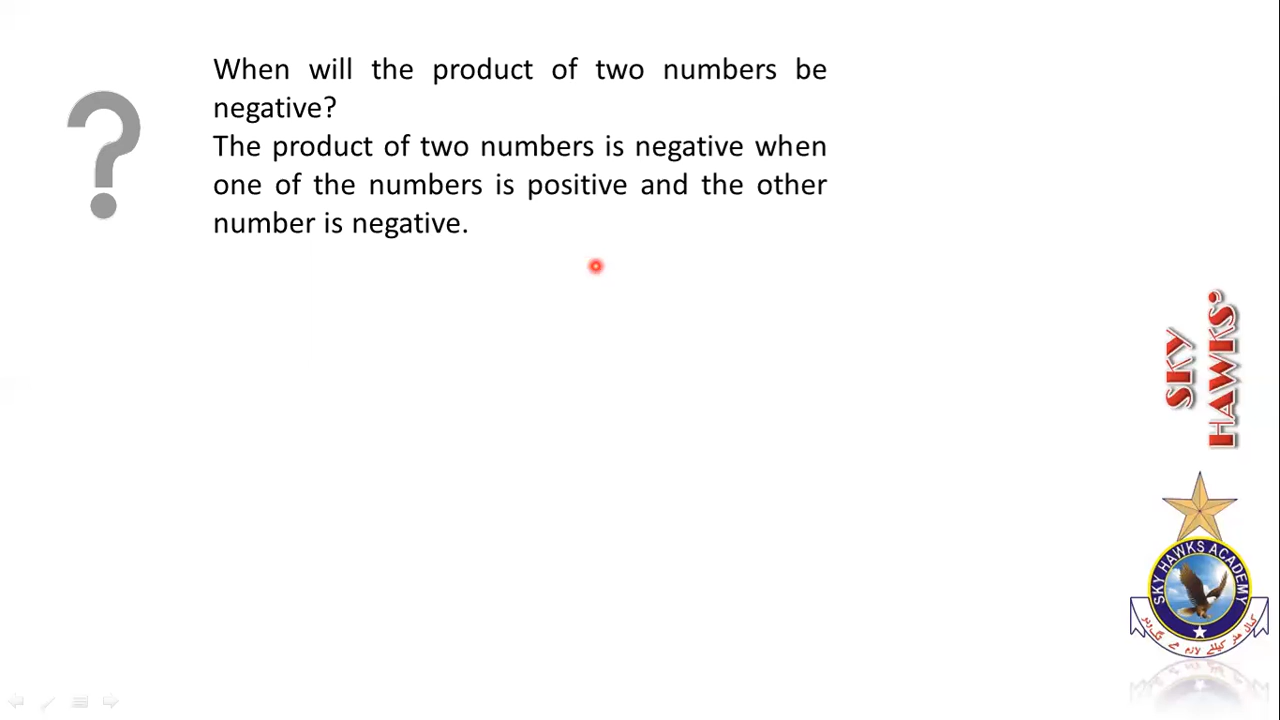 When will the product of two numbers be
negative?
The product of two numbers is negative when
one of the numbers is positive and the other
number is negative.
SKY
HAWKS
SKY HAWKS ACADEMY